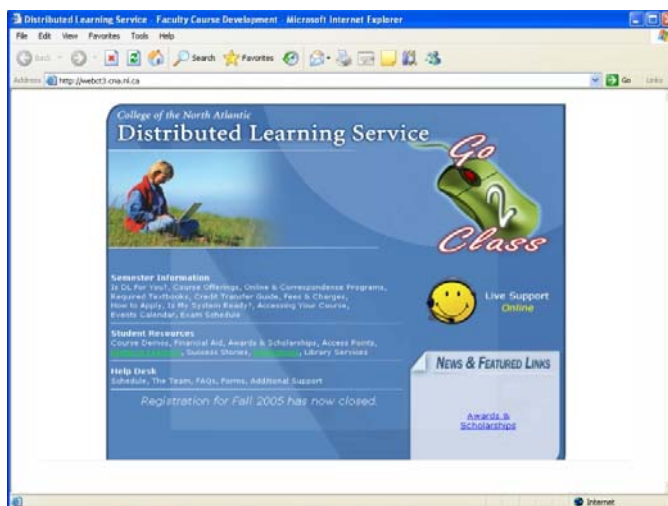 Distributed Learning Service - Faculty Course Development - Microsoft Internet Explorer
File Edit View Favorites Tools Help
Back Search Favorites
Address http://webct3.cna.nl.ca Go Links
College of the North Atlantic
Distributed Learning Service
Go
2
Class
Semester Information
Is DL For You?, Course Offerings, Online & Correspondence Programs,
Required Textbooks, Credit Transfer Guide, Fees & Charges,
How to Apply, Is My System Ready?, Accessing Your Course,
Events Calendar, Exam Schedule
Live Support
Online
Student Resources
Course Demos, Financial Aid, Awards & Scholarships, Access Points,
Success Stories, Library Services
Help Desk
Schedule, The Team, FAQs, Forms, Additional Support
Registration for Fall 2005 has now closed.
News & Featured Links
Awards &
Scholarships
Internet